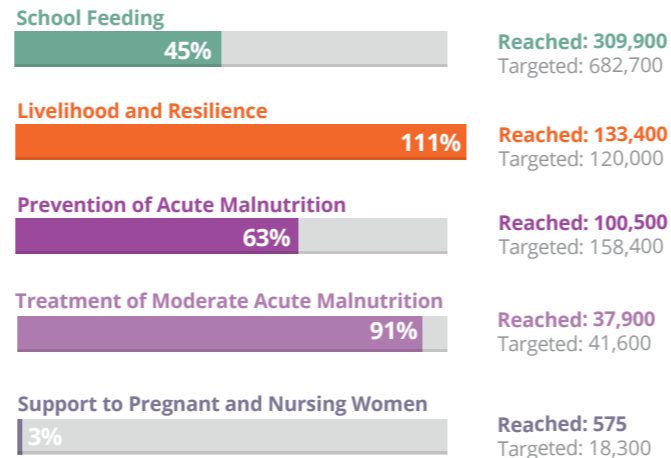 School Feeding
45%
Reached: 309,900
Targeted: 682,700
Livelihood and Resilience
111%
Reached: 133,400
Targeted: 120,000
Prevention of Acute Malnutrition
63%
Reached: 100,500
Targeted: 158,400
Treatment of Moderate Acute Malnutrition
91%
Reached: 37,900
Targeted: 41,600
Support to Pregnant and Nursing Women
3%
Reached: 575
Targeted: 18,300